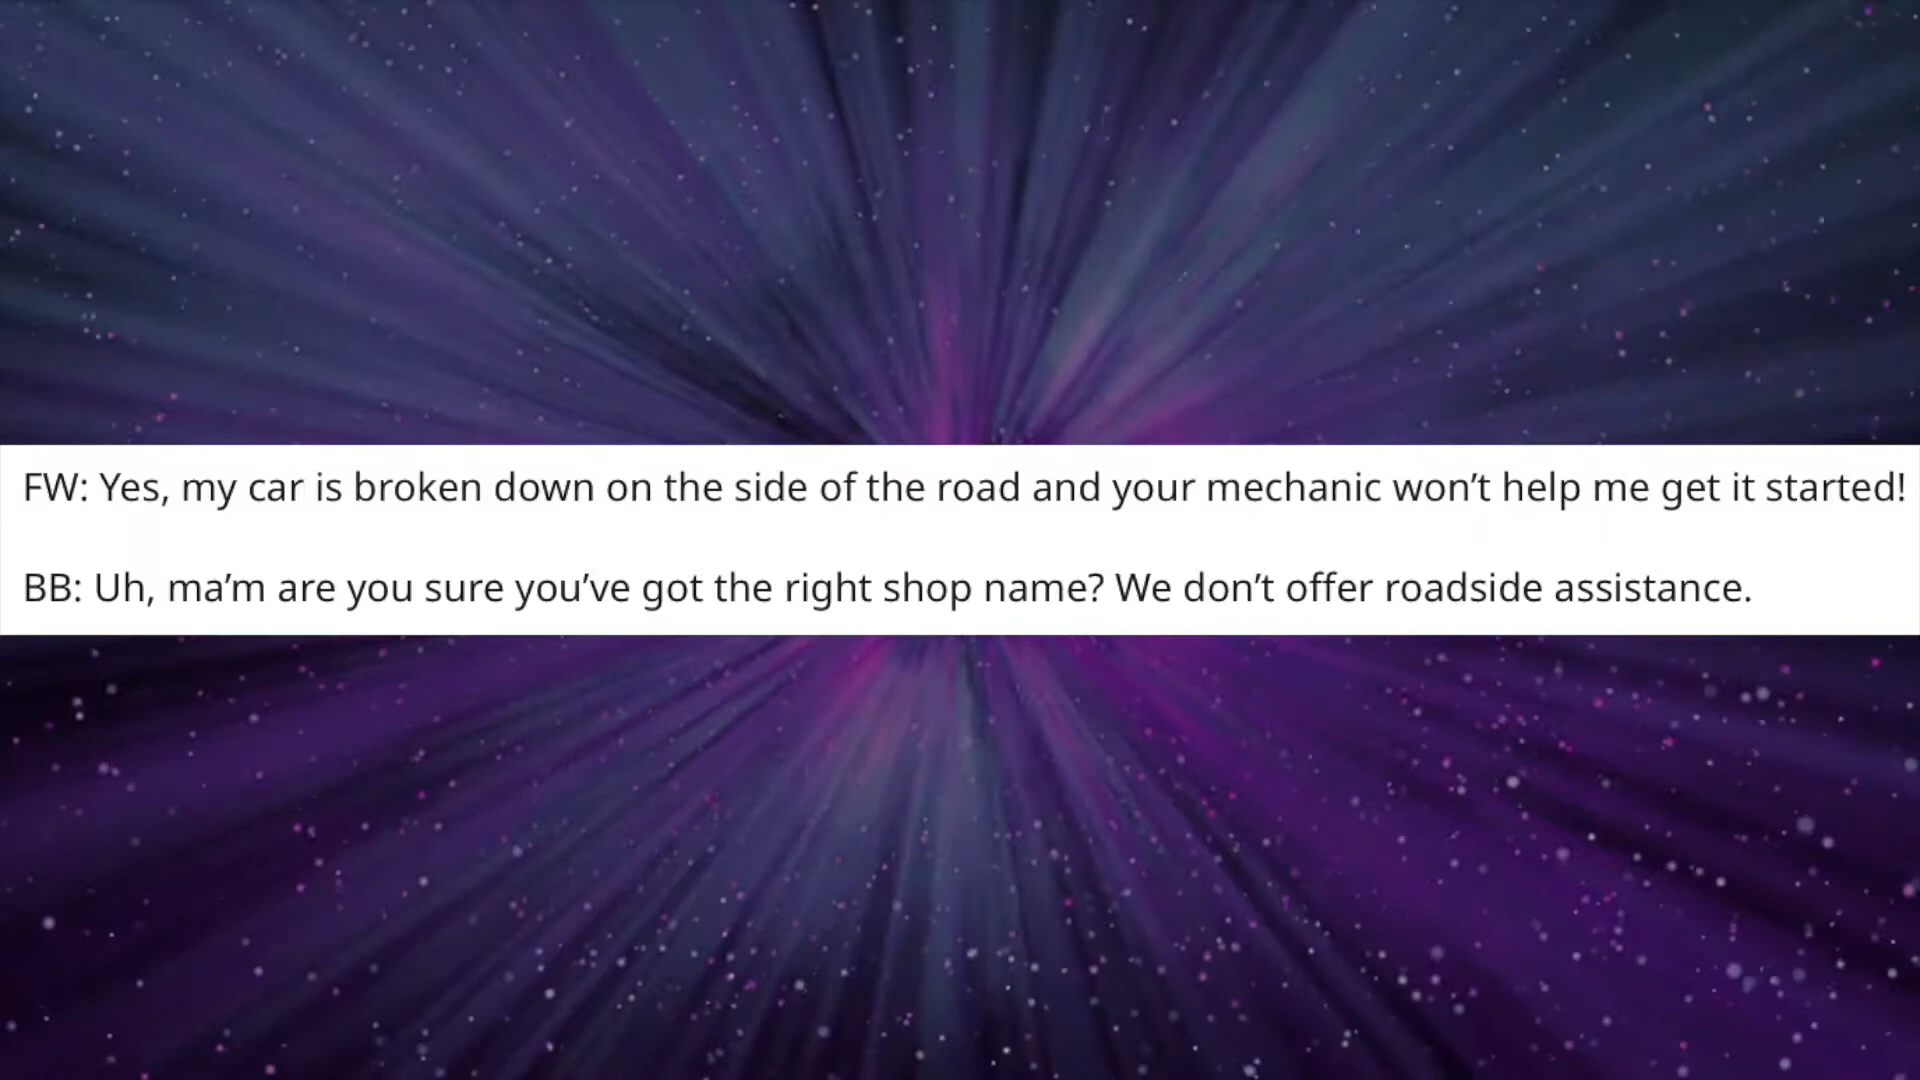 FW: Yes, my car is broken down on the side of the road and your mechanic won’t help me get it started!
BB: Uh, ma’m are you sure you’ve got the right shop name? We don’t offer roadside assistance.